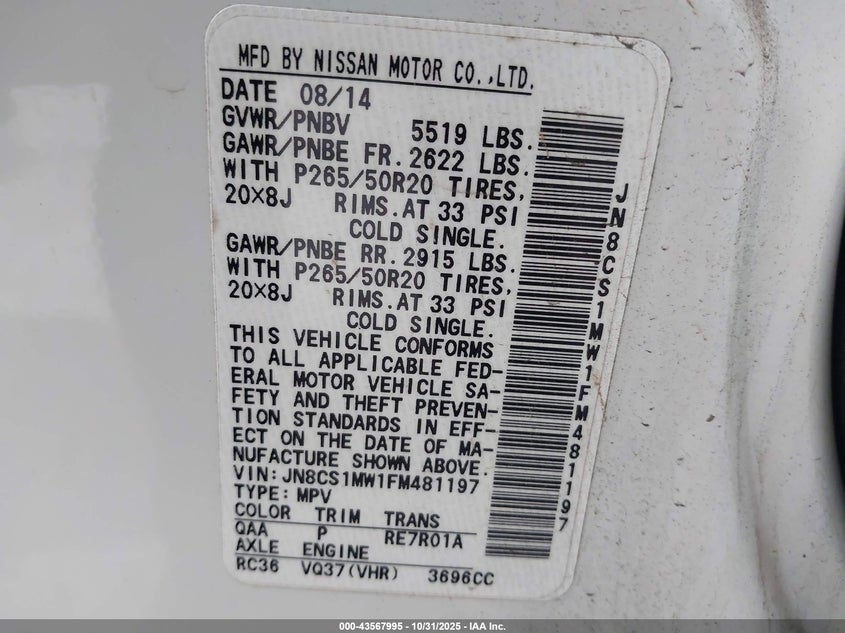 MFD BY NISSAN MOTOR CO.,LTD.
DATE 08/14
GVWR/PNBV 5519 LBS.
GAWR/PNBE FR. 2622 LBS.
WITH P265/50R20 TIRES,
20X8J RIMS. AT 33 PSI
COLD SINGLE.
GAWR/PNBE RR. 2915 LBS.
WITH P265/50R20 TIRES,
20X8J RIMS. AT 33 PSI
COLD SINGLE.
THIS VEHICLE CONFORMS
TO ALL APPLICABLE FED-
ERAL MOTOR VEHICLE SA-
FETY AND THEFT PREVEN-
TION STANDARDS IN EFF-
ECT ON THE DATE OF MA-
NUFACTURE SHOWN ABOVE.
VIN: JN8CS1MW1FM481197
TYPE: MPV
COLOR TRIM TRANS
QAA P RE7R01A
AXLE ENGINE
RC36 VQ37(VHR) 3696CC
JN8CS1MW1FM481197
000-43567995 - 10/31/2025 - IAA Inc.